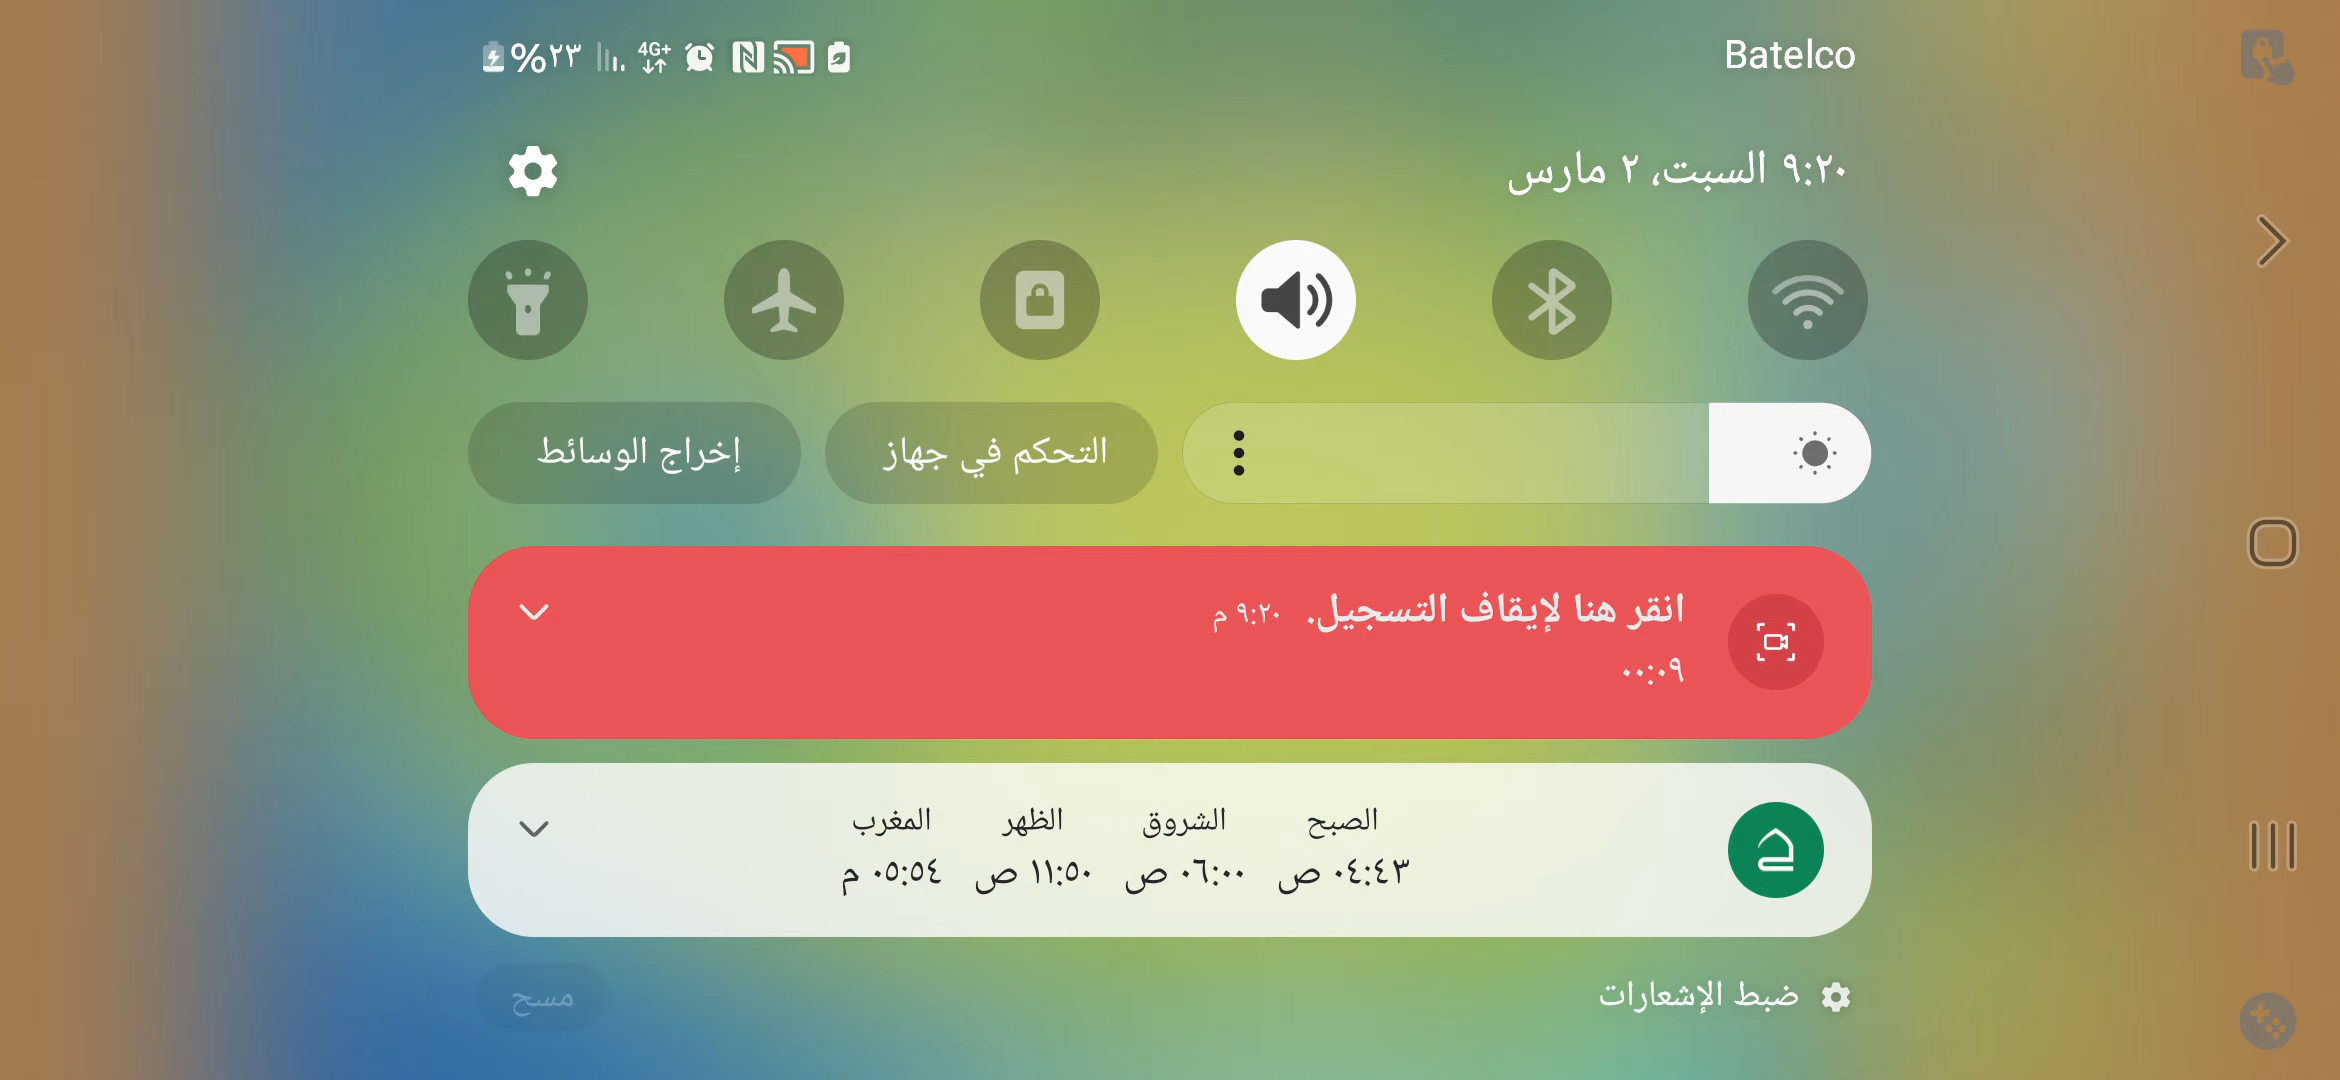 Batelco
4G+ %٢٣
٩:٢٠ السبت، ٢ مارس
التحكم في جهاز
إخراج الوسائط
انقر هنا لإيقاف التسجيل. ٩:٢٠ م
٠٠:٠٩
الصبح الشروق الظهر المغرب
٠٤:٤٣ ص ٠٦:٠٠ ص ١١:٥٠ ص ٠٥:٥٤ م
ضبط الإشعارات
مسح